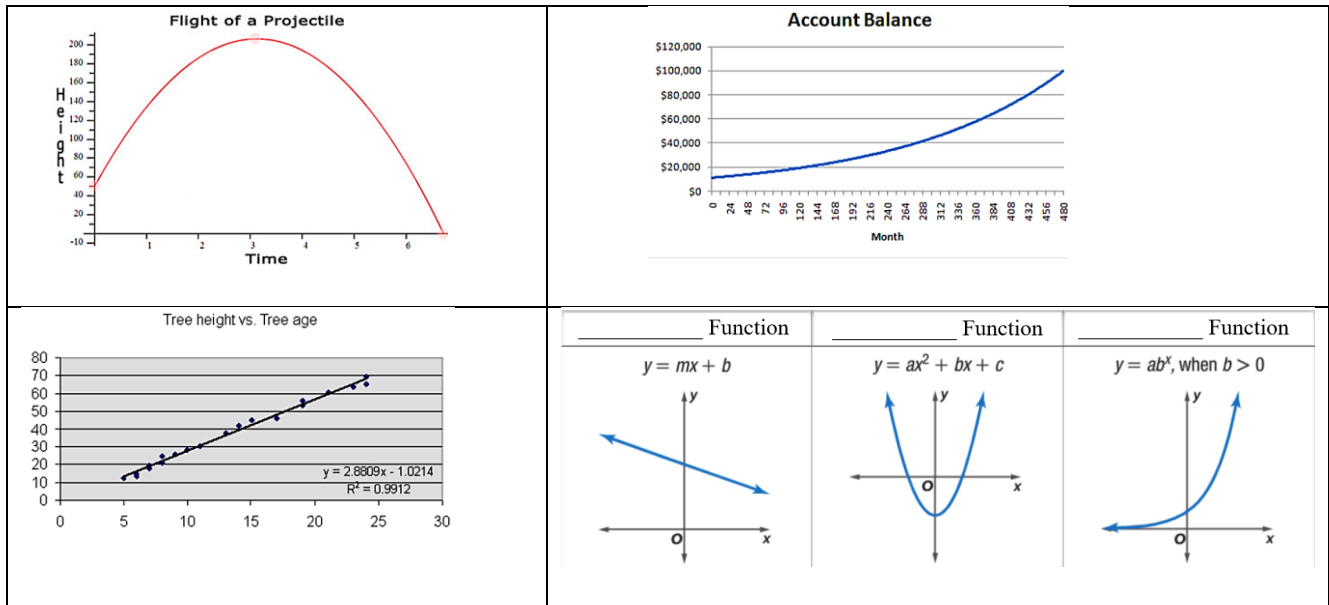 Flight of a Projectile
Height
200
180
160
140
120
100
80
60
40
20
-10
1 2 3 4 5 6
Time
Account Balance
$120,000
$100,000
$80,000
$60,000
$40,000
$20,000
$0
0 24 48 72 96 120 144 168 192 216 240 264 288 312 336 360 384 408 432 456 480
Month
Tree height vs. Tree age
80
70
60
50
40
30
20
10
0
y = 2.8809x - 1.0214
R² = 0.9912
0 5 10 15 20 25 30
____________ Function
y = mx + b
y
O
x
____________ Function
y = ax² + bx + c
y
O
x
____________ Function
y = abˣ, when b > 0
y
O
x